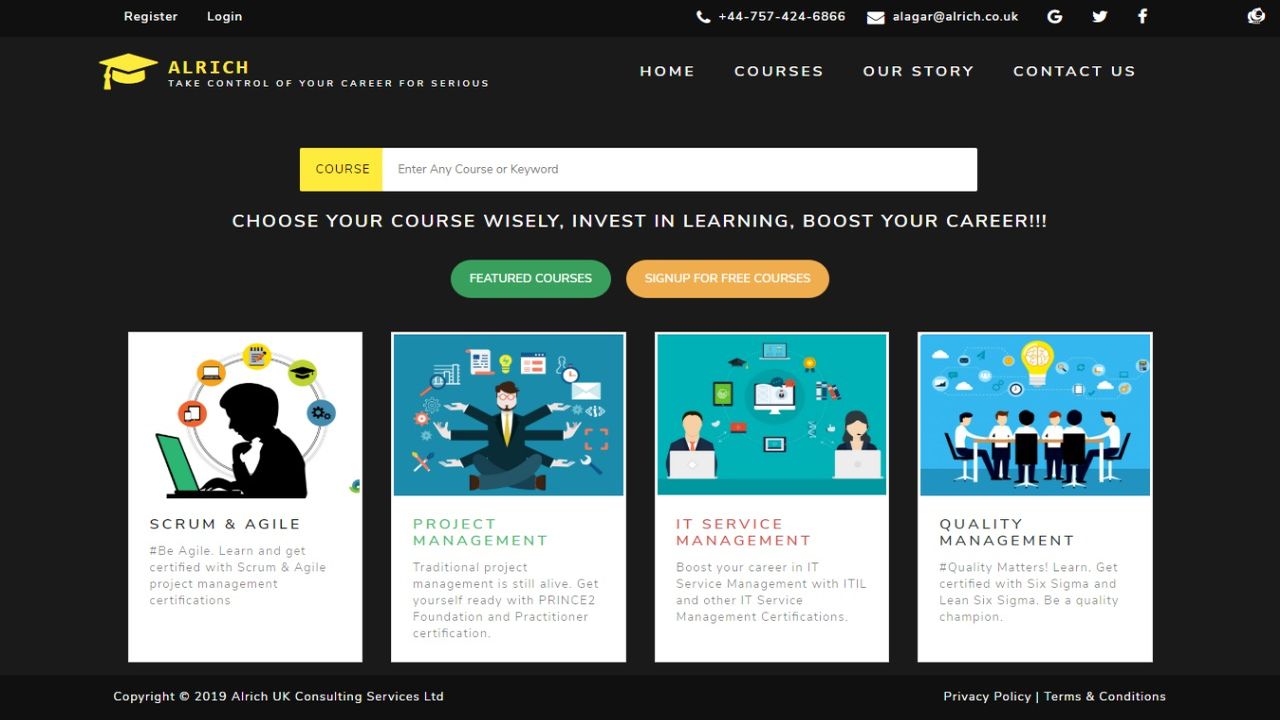 Register Login +44-757-424-6866 alagar@alrich.co.uk
ALRICH
TAKE CONTROL OF YOUR CAREER FOR SERIOUS
HOME COURSES OUR STORY CONTACT US
COURSE Enter Any Course or Keyword
CHOOSE YOUR COURSE WISELY, INVEST IN LEARNING, BOOST YOUR CAREER!!!
FEATURED COURSES SIGNUP FOR FREE COURSES
SCRUM & AGILE
#Be Agile. Learn and get
certified with Scrum & Agile
project management
certifications
PROJECT
MANAGEMENT
Traditional project
management is still alive. Get
yourself ready with PRINCE2
Foundation and Practitioner
certification.
IT SERVICE
MANAGEMENT
Boost your career in IT
Service Management with ITIL
and other IT Service
Management Certifications.
QUALITY
MANAGEMENT
#Quality Matters! Learn. Get
certified with Six Sigma and
Lean Six Sigma. Be a quality
champion.
Copyright © 2019 Alrich UK Consulting Services Ltd
Privacy Policy | Terms & Conditions